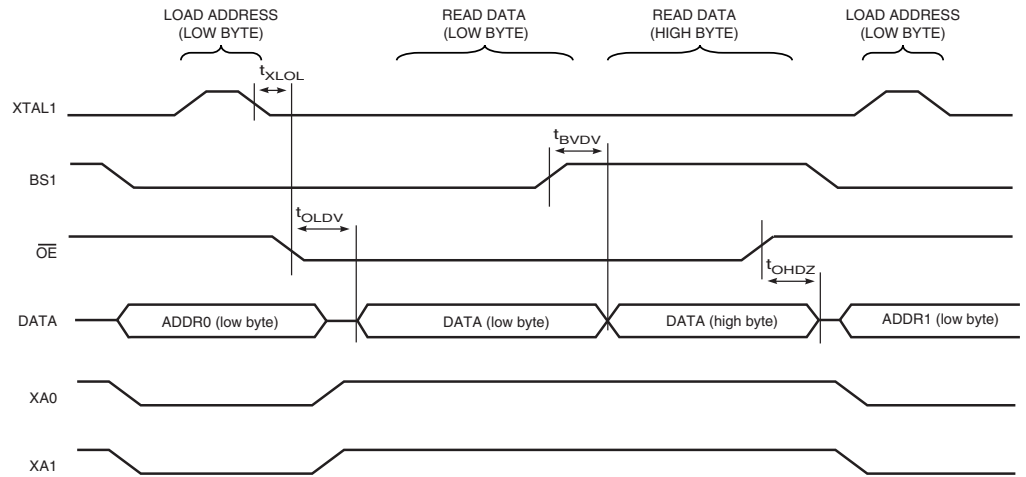 LOAD ADDRESS
(LOW BYTE)
READ DATA
(LOW BYTE)
READ DATA
(HIGH BYTE)
LOAD ADDRESS
(LOW BYTE)
tXLOL
XTAL1
tBVDV
BS1
tOLDV
OE
tOHDZ
DATA
ADDR0 (low byte)
DATA (low byte)
DATA (high byte)
ADDR1 (low byte)
XA0
XA1